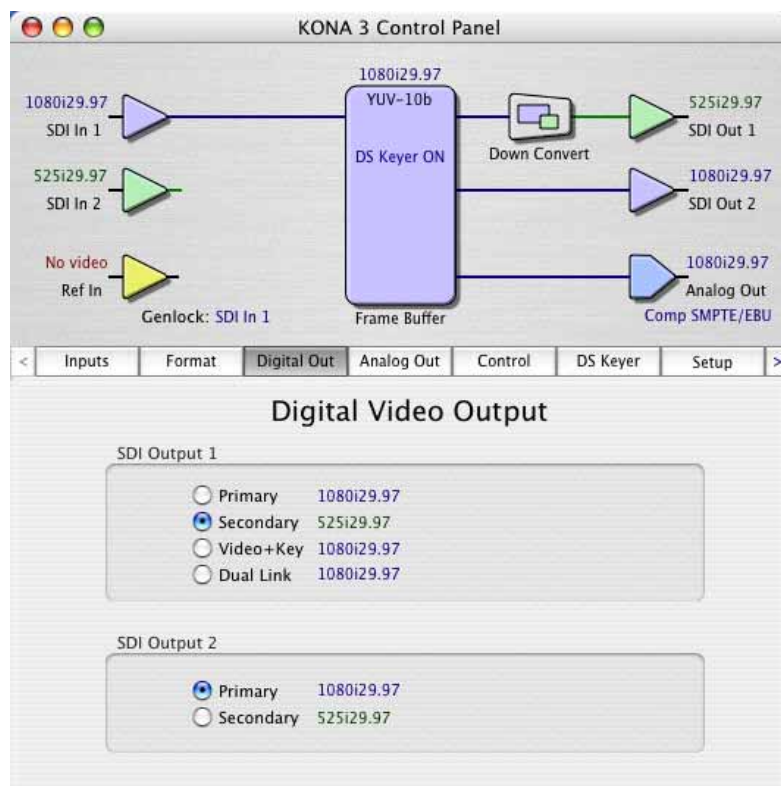 KONA 3 Control Panel
1080i29.97
1080i29.97
SDI In 1
YUV-10b
DS Keyer ON
Down Convert
525i29.97
SDI Out 1
525i29.97
SDI In 2
1080i29.97
SDI Out 2
No video
Ref In
1080i29.97
Analog Out
Genlock: SDI In 1
Frame Buffer
Comp SMPTE/EBU
< Inputs Format Digital Out Analog Out Control DS Keyer Setup >
Digital Video Output
SDI Output 1
Primary 1080i29.97
Secondary 525i29.97
Video+Key 1080i29.97
Dual Link 1080i29.97
SDI Output 2
Primary 1080i29.97
Secondary 525i29.97